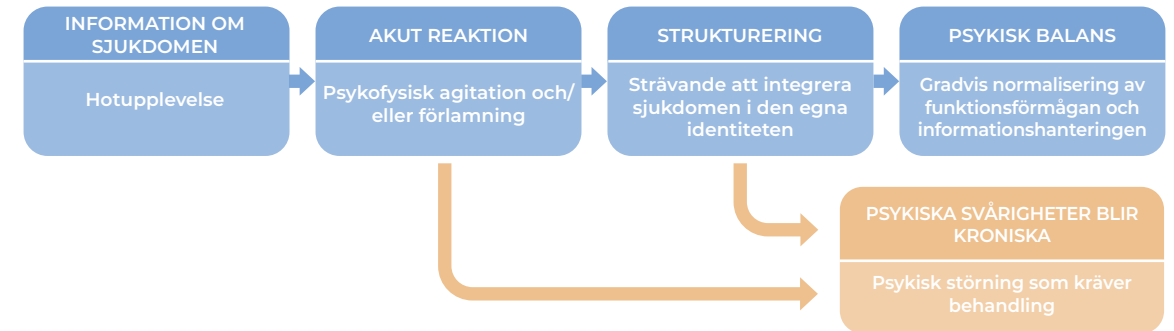 INFORMATION OM
SJUKDOMEN
Hotupplevelse
AKUT REAKTION
Psykofysisk agitation och/
eller förlamning
STRUKTURERING
Strävande att integrera
sjukdomen i den egna
identiteten
PSYKISK BALANS
Gradvis normalisering av
funktionsförmågan och
informationshanteringen
PSYKISKA SVÅRIGHETER BLIR
KRONISKA
Psykisk störning som kräver
behandling